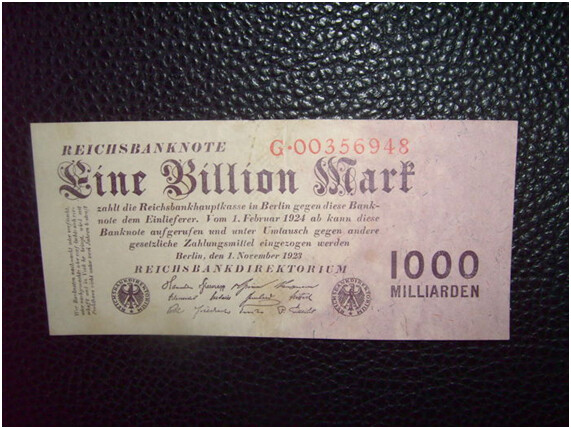 REICHSBANKNOTE G·00356948
Eine Billion Mark
zahlt die Reichsbankhauptkasse in Berlin gegen diese Bank-
note dem Einlieferer. Vom 1. Februar 1924 ab kann diese
Banknote aufgerufen und unter Umtausch gegen andere
gesetzliche Zahlungsmittel eingezogen werden
Berlin, den 1. November 1923
REICHSBANKDIREKTORIUM
1000
MILLIARDEN